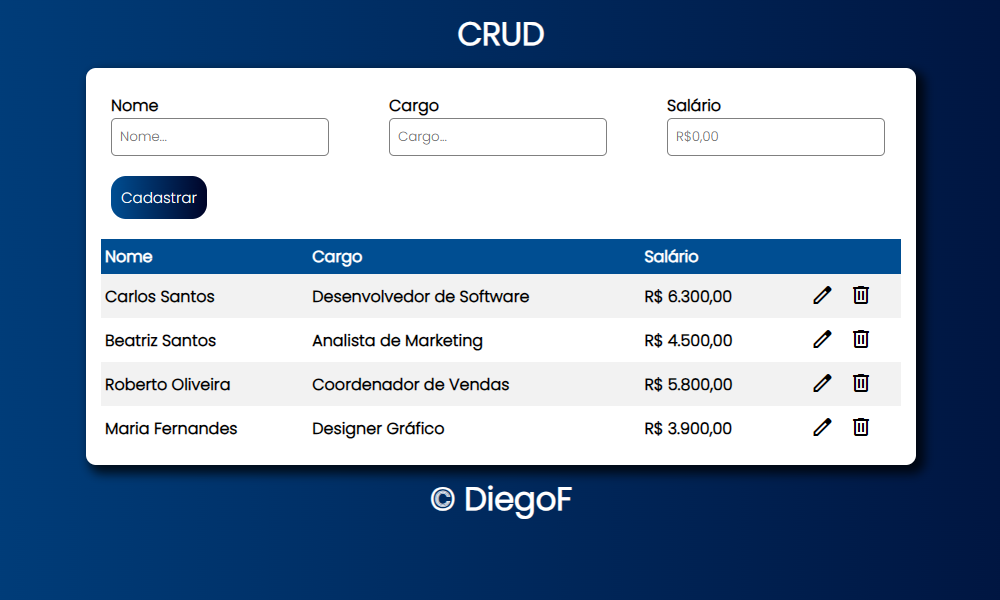 CRUD
Nome Cargo Salário
Nome... Cargo... R$0,00
Cadastrar
Nome Cargo Salário
Carlos Santos Desenvolvedor de Software R$ 6.300,00
Beatriz Santos Analista de Marketing R$ 4.500,00
Roberto Oliveira Coordenador de Vendas R$ 5.800,00
Maria Fernandes Designer Gráfico R$ 3.900,00
© DiegoF